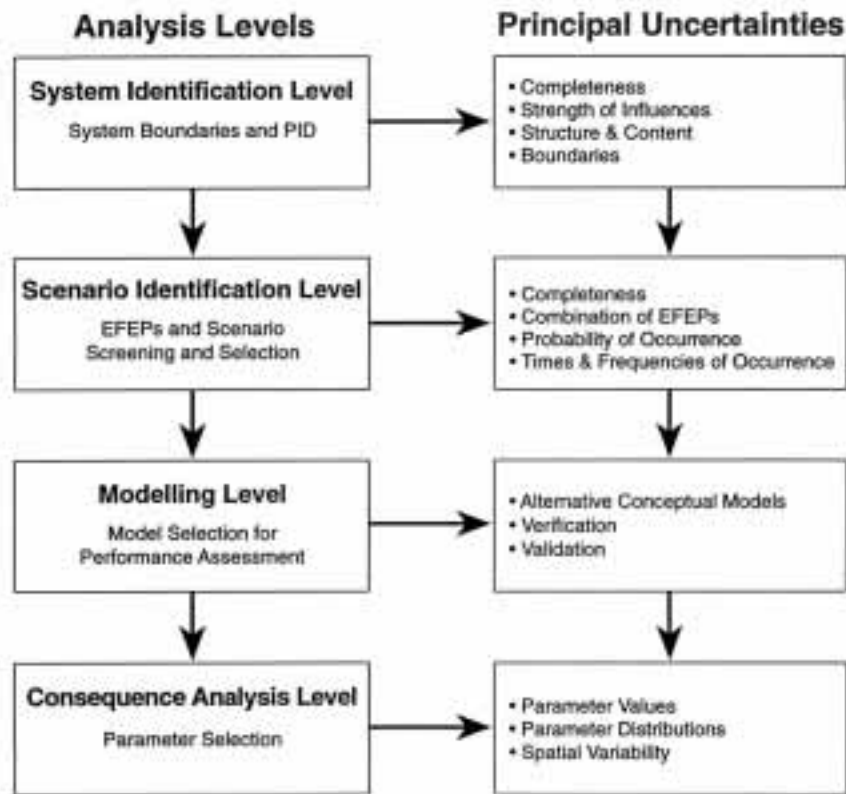 Analysis Levels
Principal Uncertainties
System Identification Level
System Boundaries and PID
• Completeness
• Strength of Influences
• Structure & Content
• Boundaries
Scenario Identification Level
EFEPs and Scenario
Screening and Selection
• Completeness
• Combination of EFEPs
• Probability of Occurrence
• Times & Frequencies of Occurrence
Modelling Level
Model Selection for
Performance Assessment
• Alternative Conceptual Models
• Verification
• Validation
Consequence Analysis Level
Parameter Selection
• Parameter Values
• Parameter Distributions
• Spatial Variability